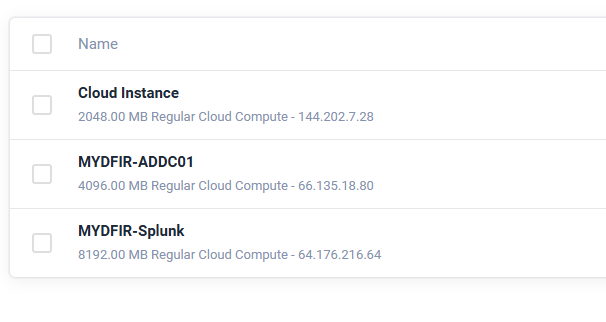 Name
Cloud Instance
2048.00 MB Regular Cloud Compute - 144.202.7.28
MYDFIR-ADDC01
4096.00 MB Regular Cloud Compute - 66.135.18.80
MYDFIR-Splunk
8192.00 MB Regular Cloud Compute - 64.176.216.64